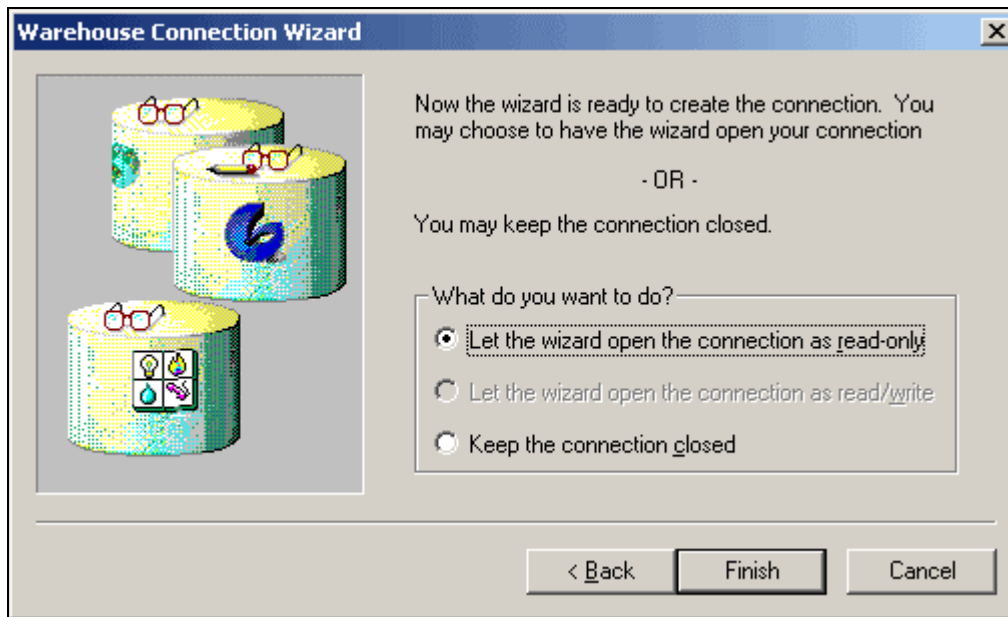 Warehouse Connection Wizard
Now the wizard is ready to create the connection. You
may choose to have the wizard open your connection
- OR -
You may keep the connection closed.
What do you want to do?
Let the wizard open the connection as read-only
Let the wizard open the connection as read/write
Keep the connection closed
< Back
Finish
Cancel